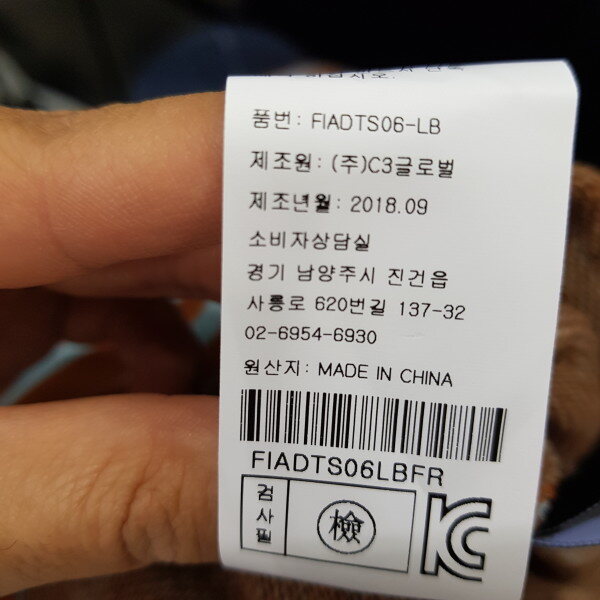 품번: FIADTS06-LB
제조원: (주)C3글로벌
제조년월: 2018.09
소비자상담실
경기 남양주시 진건읍
사릉로 620번길 137-32
02-6954-6930
원산지: MADE IN CHINA
FIADTS06LBFR
검사필
檢
KC